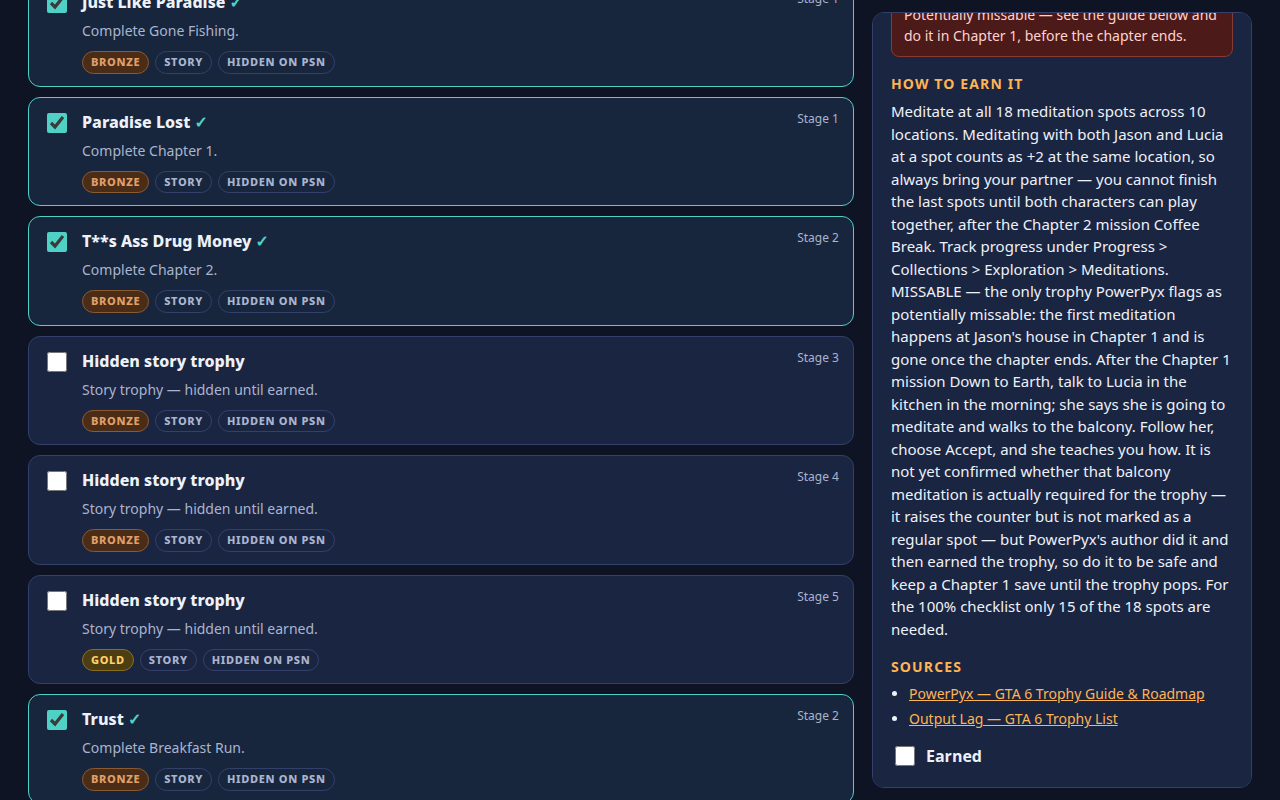 Just Like Paradise ✓
Stage 1
Complete Gone Fishing.
BRONZE STORY HIDDEN ON PSN
Paradise Lost ✓
Stage 1
Complete Chapter 1.
BRONZE STORY HIDDEN ON PSN
T**s Ass Drug Money ✓
Stage 2
Complete Chapter 2.
BRONZE STORY HIDDEN ON PSN
Hidden story trophy
Stage 3
Story trophy — hidden until earned.
BRONZE STORY HIDDEN ON PSN
Hidden story trophy
Stage 4
Story trophy — hidden until earned.
BRONZE STORY HIDDEN ON PSN
Hidden story trophy
Stage 5
Story trophy — hidden until earned.
GOLD STORY HIDDEN ON PSN
Trust ✓
Stage 2
Complete Breakfast Run.
BRONZE STORY HIDDEN ON PSN
Potentially missable — see the guide below and
do it in Chapter 1, before the chapter ends.
HOW TO EARN IT
Meditate at all 18 meditation spots across 10
locations. Meditating with both Jason and Lucia
at a spot counts as +2 at the same location, so
always bring your partner — you cannot finish
the last spots until both characters can play
together, after the Chapter 2 mission Coffee
Break. Track progress under Progress >
Collections > Exploration > Meditations.
MISSABLE — the only trophy PowerPyx flags as
potentially missable: the first meditation
happens at Jason's house in Chapter 1 and is
gone once the chapter ends. After the Chapter 1
mission Down to Earth, talk to Lucia in the
kitchen in the morning; she says she is going to
meditate and walks to the balcony. Follow her,
choose Accept, and she teaches you how. It is
not yet confirmed whether that balcony
meditation is actually required for the trophy —
it raises the counter but is not marked as a
regular spot — but PowerPyx's author did it and
then earned the trophy, so do it to be safe and
keep a Chapter 1 save until the trophy pops. For
the 100% checklist only 15 of the 18 spots are
needed.
SOURCES
PowerPyx — GTA 6 Trophy Guide & Roadmap
Output Lag — GTA 6 Trophy List
Earned